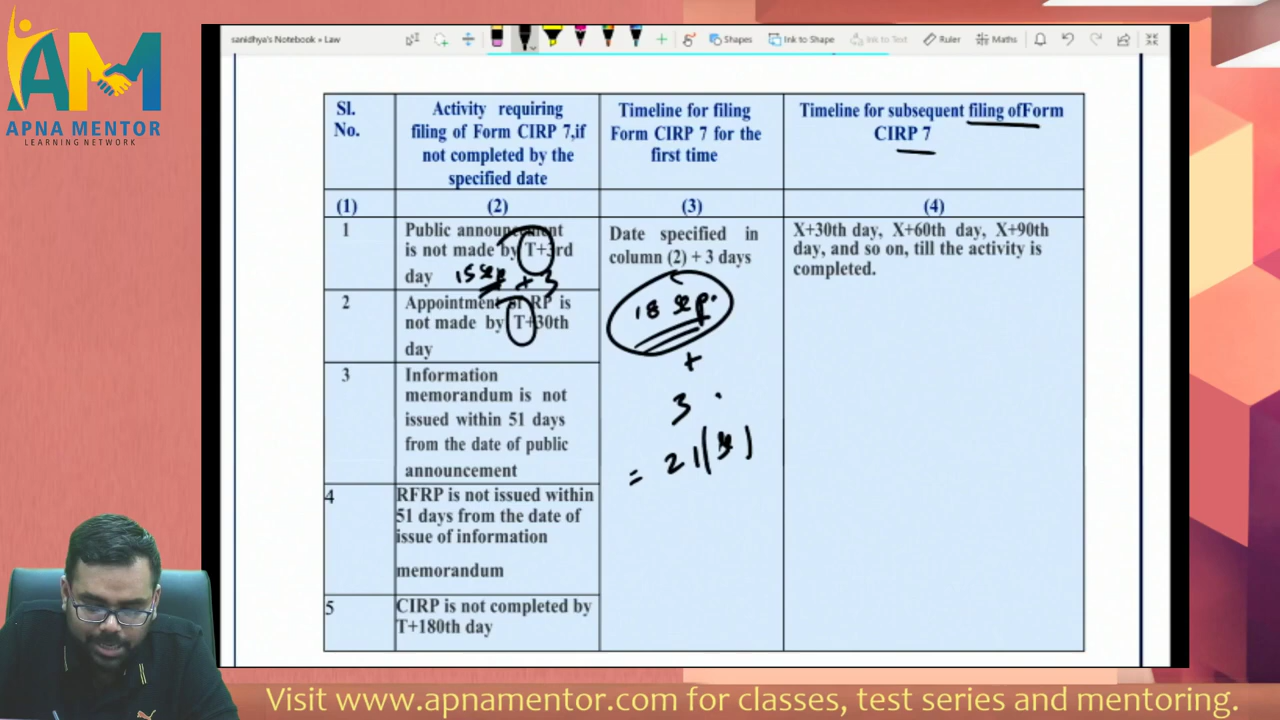 AM
APNA MENTOR
LEARNING NETWORK
sanidhya's Notebook » Law
Shapes
Ink to Shape
Ink to Text
Ruler
Maths
Sl. No.
Activity requiring
filing of Form CIRP 7,if
not completed by the
specified date
Timeline for filing
Form CIRP 7 for the
first time
Timeline for subsequent filing ofForm
CIRP 7
(1)
(2)
(3)
(4)
1
Public announcement
is not made by T+3rd
day
15 sep + 3
Date specified in
column (2) + 3 days
X+30th day, X+60th day, X+90th
day, and so on, till the activity is
completed.
2
Appointment of RP is
not made by T+30th
day
18 sep.
+
3
= 21
3
Information
memorandum is not
issued within 51 days
from the date of public
announcement
4
RFRP is not issued within
51 days from the date of
issue of information
memorandum
5
CIRP is not completed by
T+180th day
Visit www.apnamentor.com for classes, test series and mentoring.